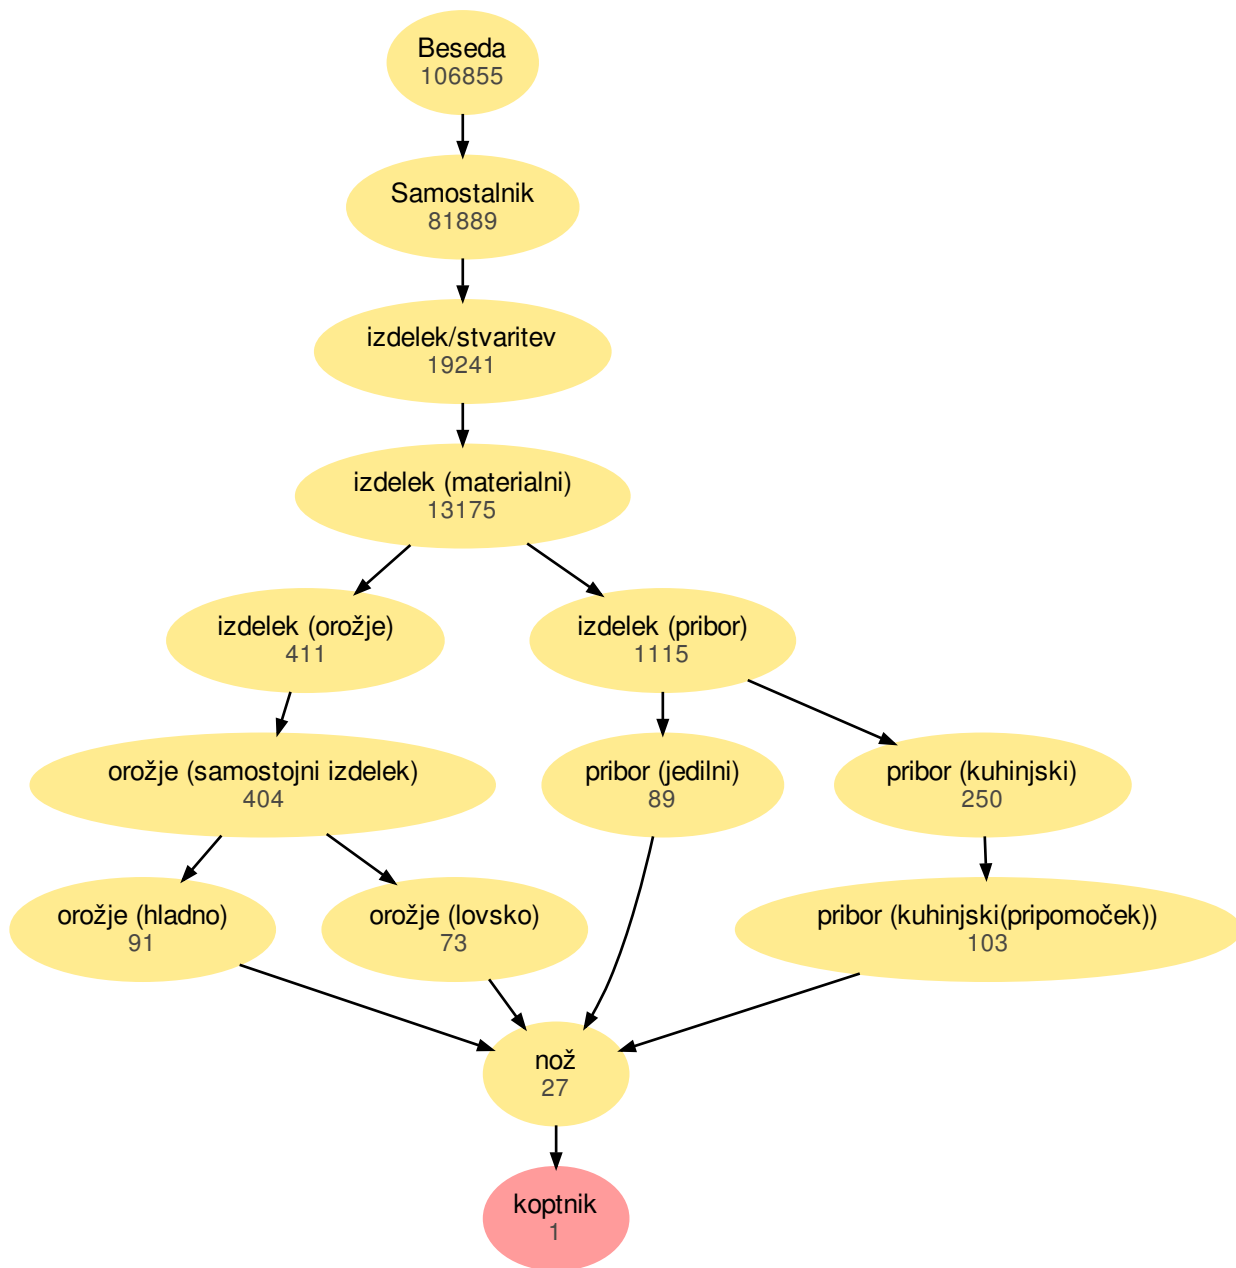 Beseda
106855
Samostalnik
81889
izdelek/stvaritev
19241
izdelek (materialni)
13175
izdelek (orožje)
411
izdelek (pribor)
1115
orožje (samostojni izdelek)
404
pribor (jedilni)
89
pribor (kuhinjski)
250
orožje (hladno)
91
orožje (lovsko)
73
pribor (kuhinjski(pripomoček))
103
nož
27
koptnik
1